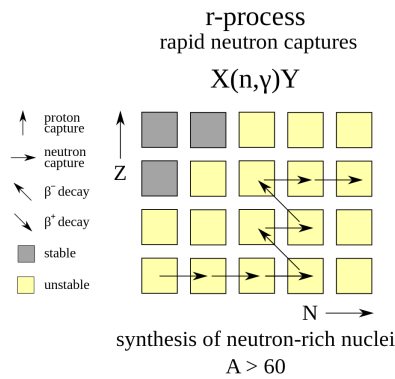 r-process
rapid neutron captures
X(n,γ)Y
proton
capture
neutron
capture
β⁻ decay
β⁺ decay
stable
unstable
Z
N
synthesis of neutron-rich nuclei
A > 60